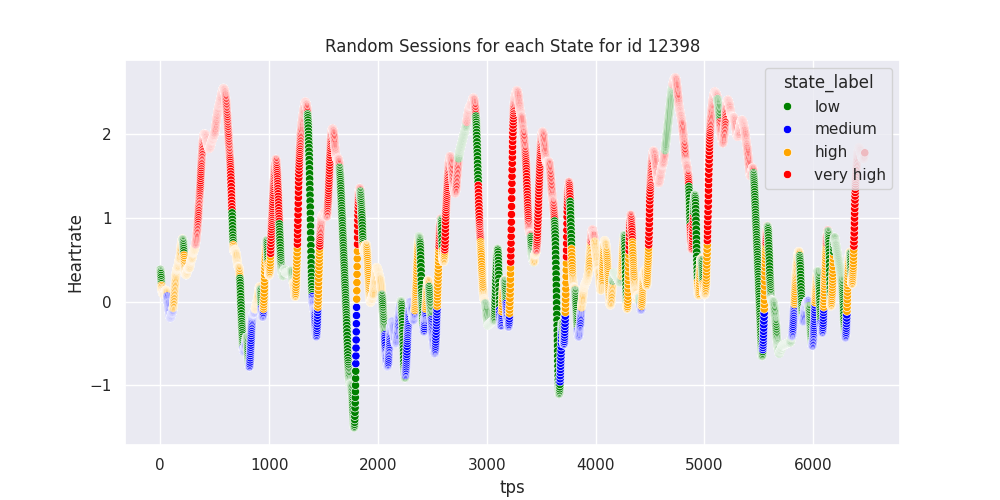 Random Sessions for each State for id 12398
state_label
low
medium
high
very high
Heartrate
2
1
0
−1
0 1000 2000 3000 4000 5000 6000
tps